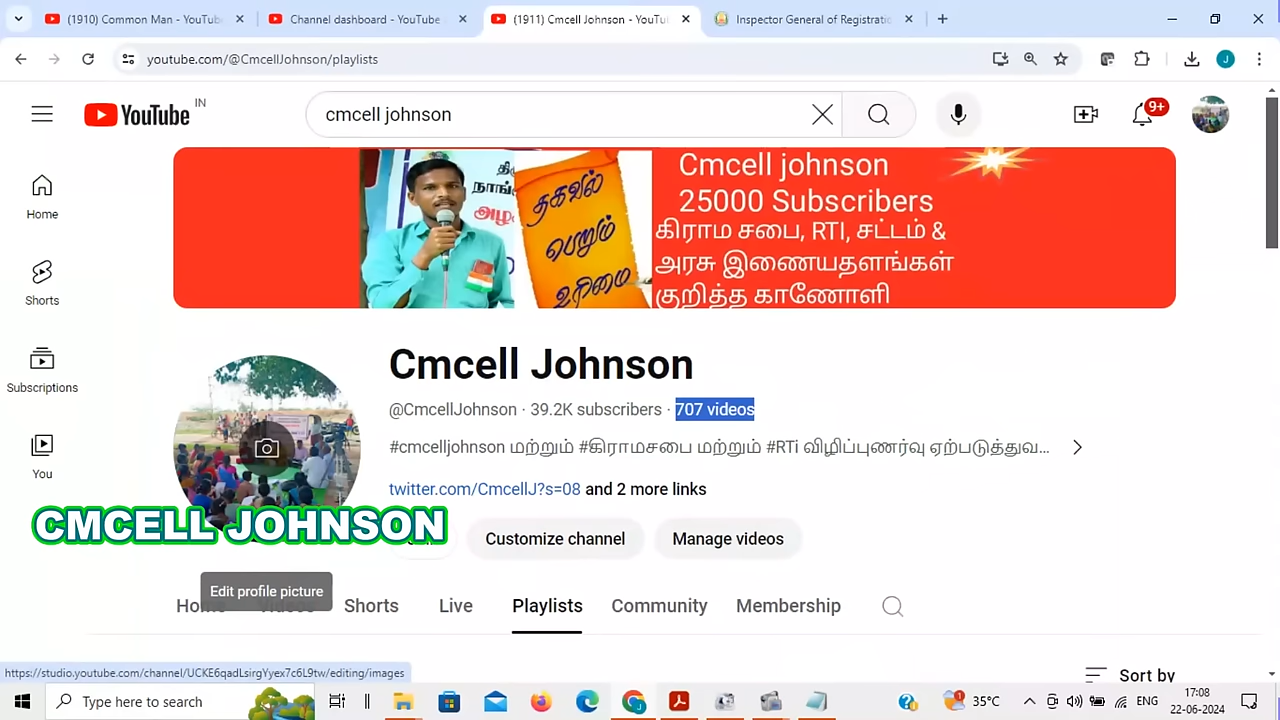 (1910) Common Man - YouTub
Channel dashboard - YouTube
(1911) Cmcell Johnson - YouTu
Inspector General of Registratio
youtube.com/@CmcellJohnson/playlists
J
YouTube IN
cmcell johnson
9+
Cmcell johnson
25000 Subscribers
கிராம சபை, RTI, சட்டம் &
அரசு இணையதளங்கள்
குறித்த காணோளி
தகவல்
பெறும்
உரிமை
Home
Shorts
Subscriptions
You
Cmcell Johnson
@CmcellJohnson · 39.2K subscribers · 707 videos
#cmcelljohnson மற்றும் #கிராமசபை மற்றும் #RTi விழிப்புணர்வு ஏற்படுத்துவ...
twitter.com/CmcellJ?s=08 and 2 more links
CMCELL JOHNSON
Customize channel
Manage videos
Edit profile picture
Home Videos Shorts Live Playlists Community Membership
https://studio.youtube.com/channel/UCKE6qadLsirgYyex7c6L9tw/editing/images
Sort by
Type here to search
35°C
ENG
17:08
22-06-2024